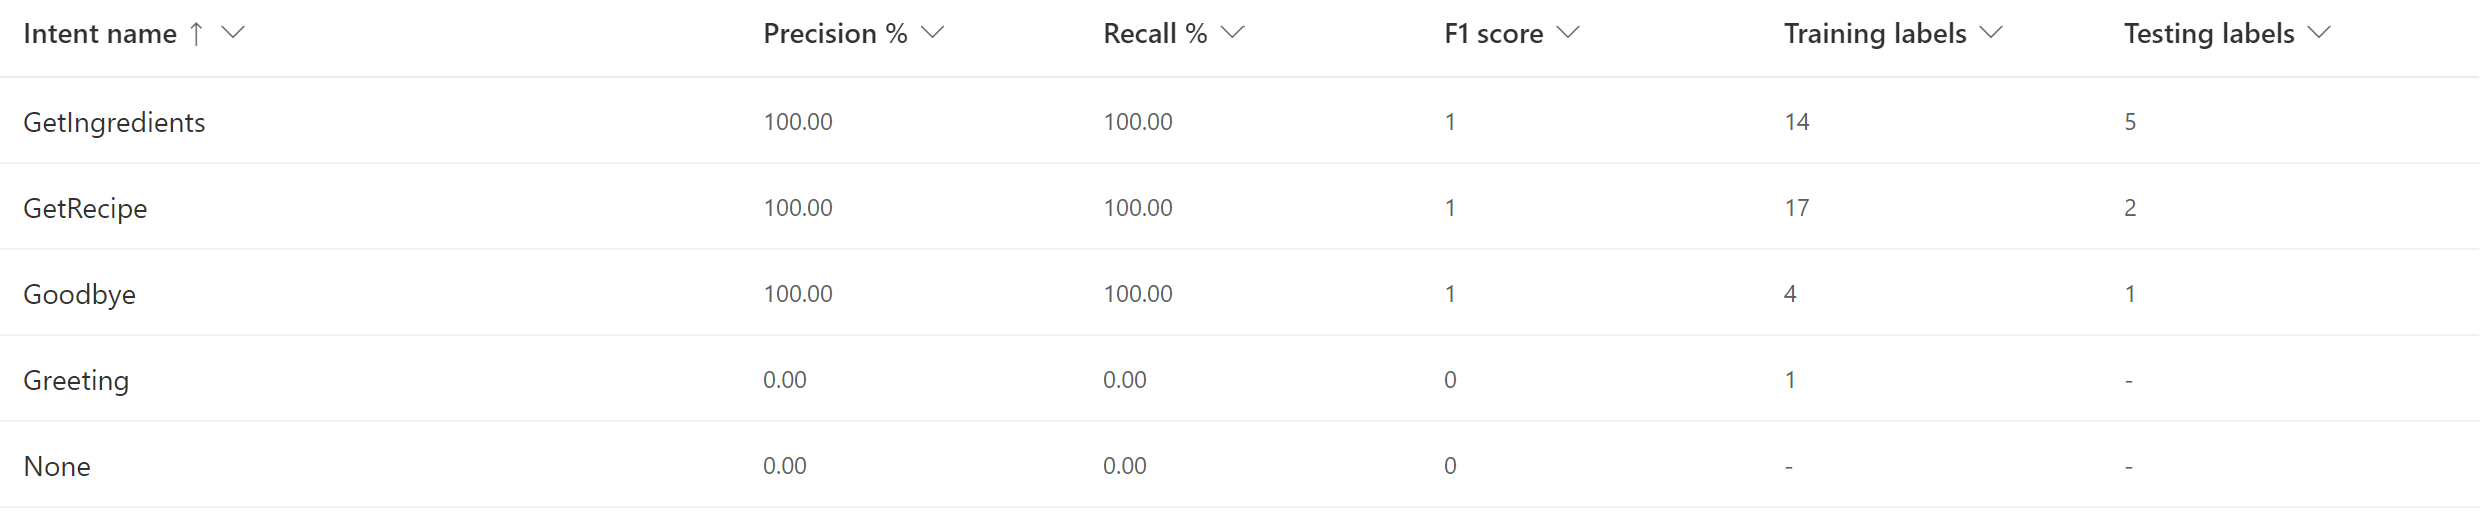 Intent name ↑ Precision % Recall % F1 score Training labels Testing labels
GetIngredients 100.00 100.00 1 14 5
GetRecipe 100.00 100.00 1 17 2
Goodbye 100.00 100.00 1 4 1
Greeting 0.00 0.00 0 1 -
None 0.00 0.00 0 - -